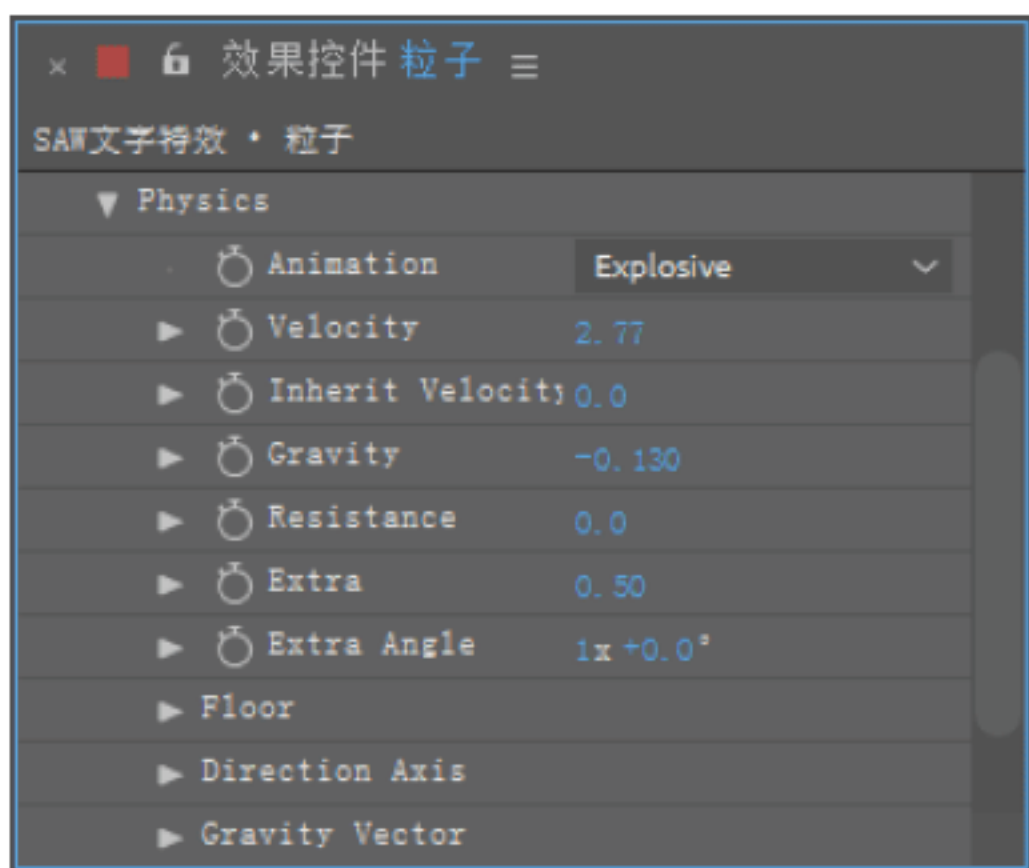 效果控件 粒子
SAW文字特效 · 粒子
Physics
Animation Explosive
Velocity 2.77
Inherit Velocity 0.0
Gravity -0.130
Resistance 0.0
Extra 0.50
Extra Angle 1x +0.0°
Floor
Direction Axis
Gravity Vector